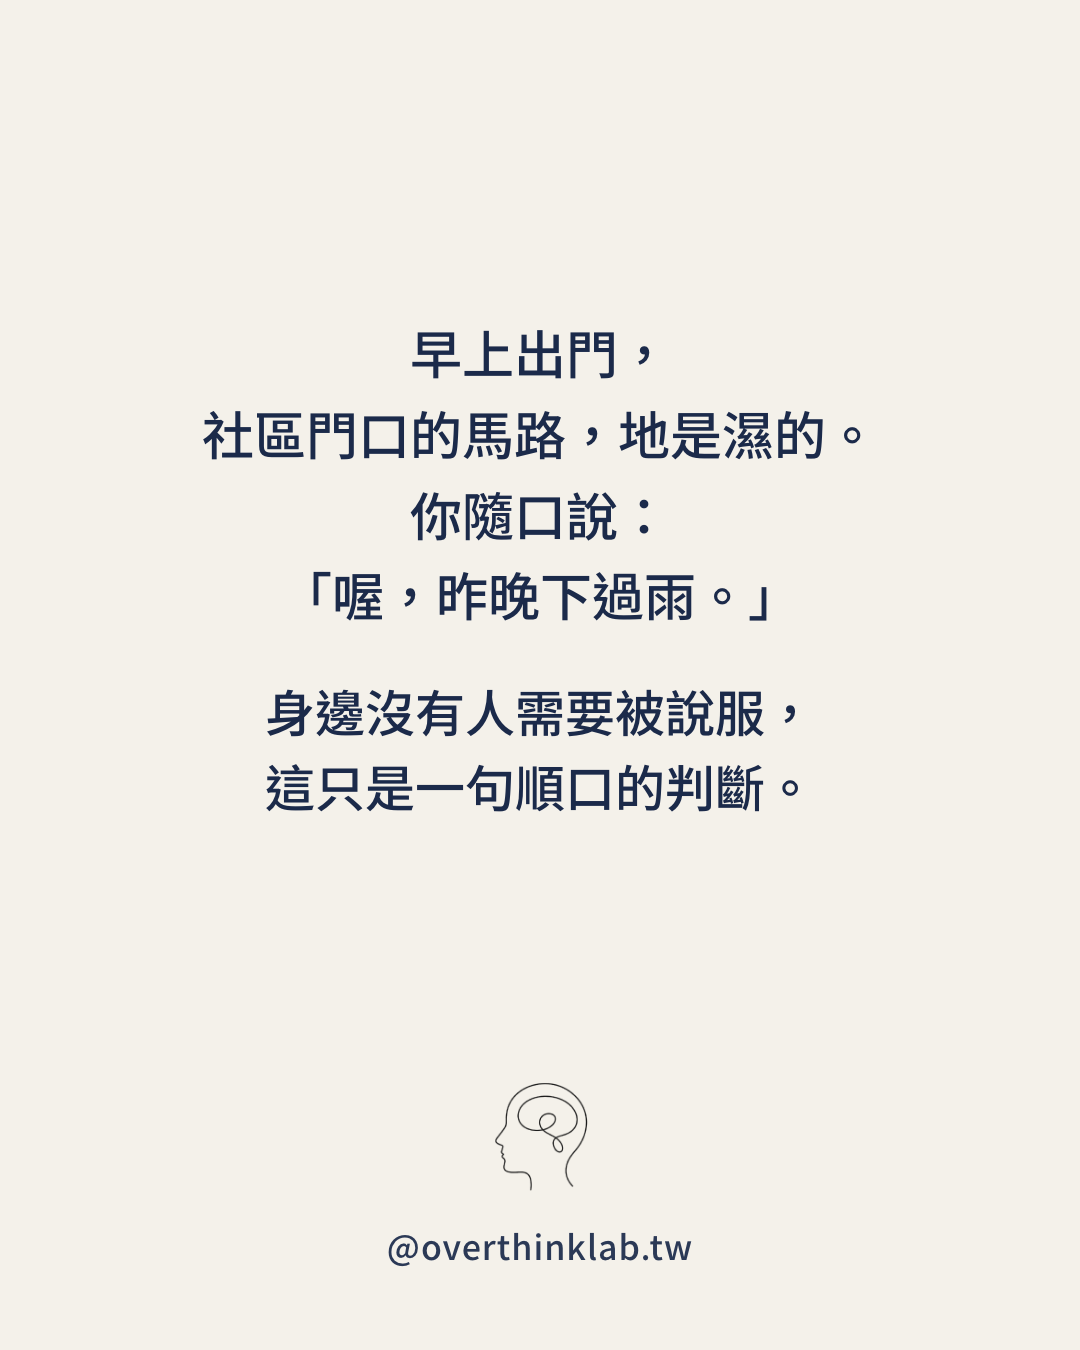 早上出門，
社區門口的馬路，地是濕的。
你隨口說：
「喔，昨晚下過雨。」
身邊沒有人需要被說服，
這只是一句順口的判斷。
@overthinklab.tw